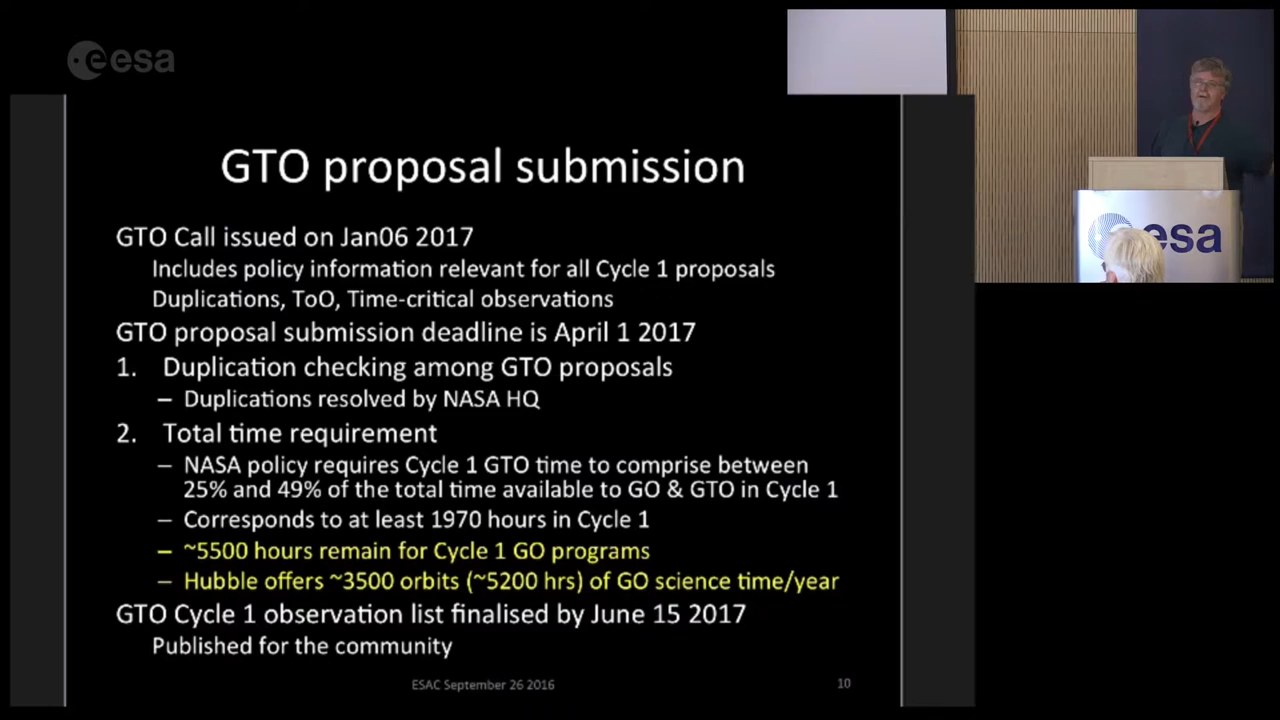 esa
GTO proposal submission
GTO Call issued on Jan06 2017
Includes policy information relevant for all Cycle 1 proposals
Duplications, ToO, Time-critical observations
GTO proposal submission deadline is April 1 2017
1. Duplication checking among GTO proposals
– Duplications resolved by NASA HQ
2. Total time requirement
– NASA policy requires Cycle 1 GTO time to comprise between
25% and 49% of the total time available to GO & GTO in Cycle 1
– Corresponds to at least 1970 hours in Cycle 1
– ~5500 hours remain for Cycle 1 GO programs
– Hubble offers ~3500 orbits (~5200 hrs) of GO science time/year
GTO Cycle 1 observation list finalised by June 15 2017
Published for the community
ESAC September 26 2016
10
esa